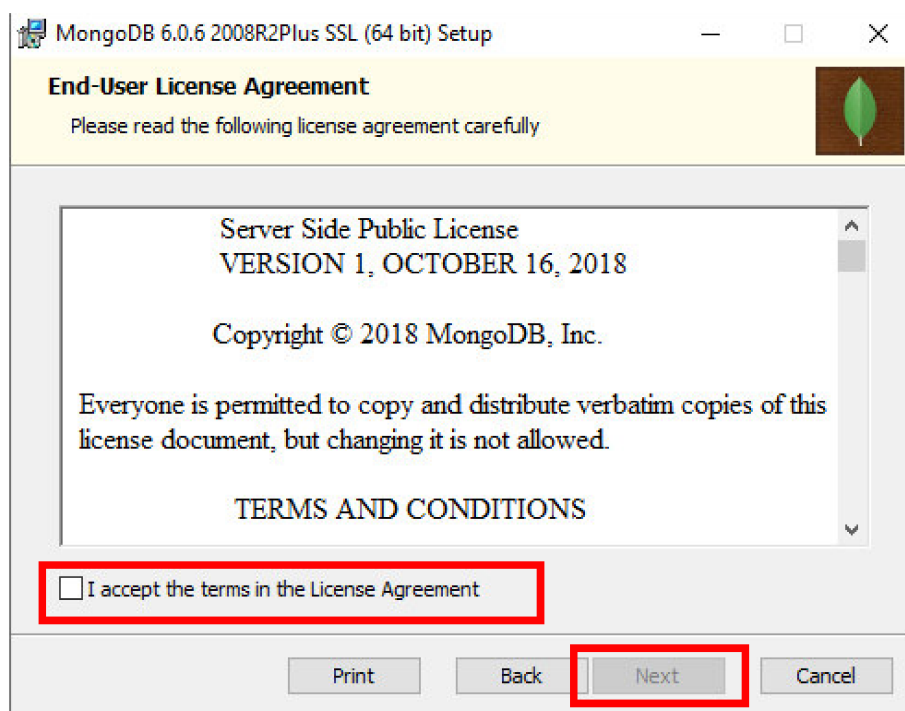 MongoDB 6.0.6 2008R2Plus SSL (64 bit) Setup
End-User License Agreement
Please read the following license agreement carefully
Server Side Public License
VERSION 1, OCTOBER 16, 2018
Copyright © 2018 MongoDB, Inc.
Everyone is permitted to copy and distribute verbatim copies of this
license document, but changing it is not allowed.
TERMS AND CONDITIONS
I accept the terms in the License Agreement
Print Back Next Cancel